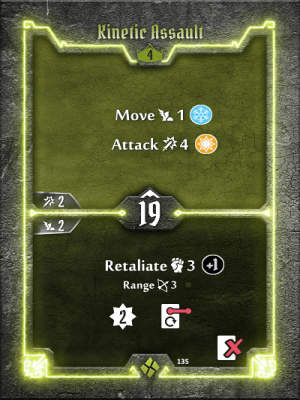 Kinetic Assault
4
Move 1
Attack 4
2
19
2
Retaliate 3 +1
Range 3
2
135